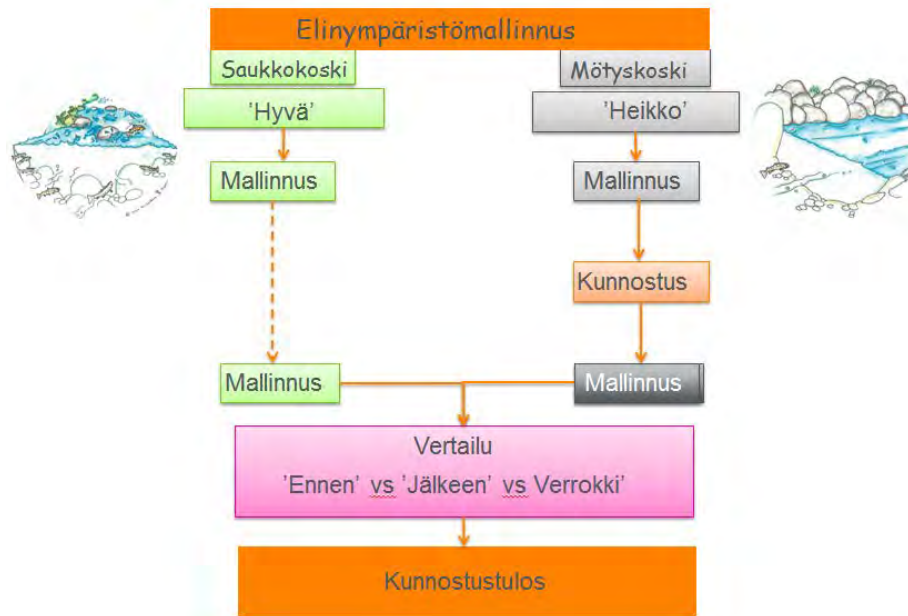 Elinympäristömallinnus
Saukkokoski
Mötyskoski
'Hyvä'
'Heikko'
Mallinnus
Mallinnus
Kunnostus
Mallinnus
Mallinnus
Vertailu
'Ennen' vs 'Jälkeen' vs Verrokki'
Kunnostustulos